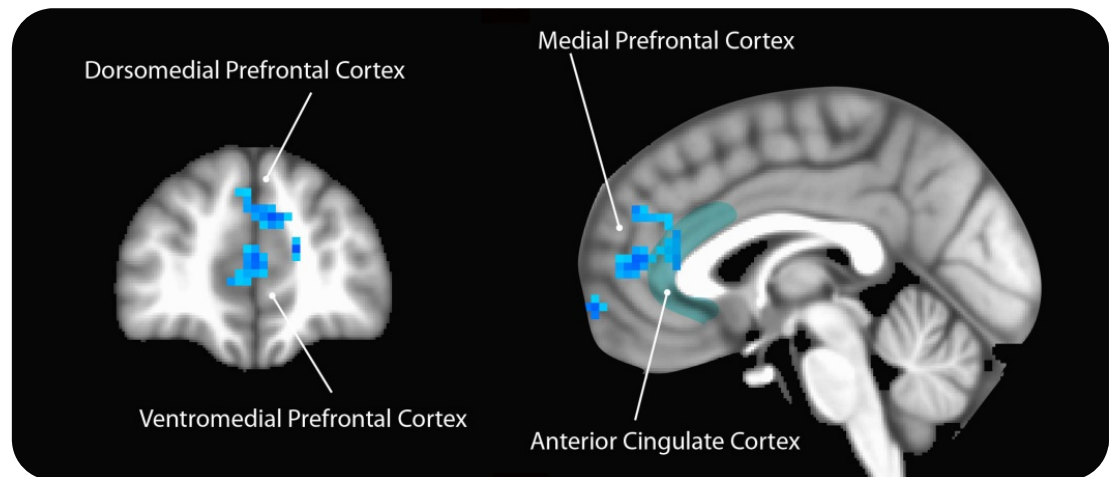 Medial Prefrontal Cortex
Dorsomedial Prefrontal Cortex
Ventromedial Prefrontal Cortex
Anterior Cingulate Cortex